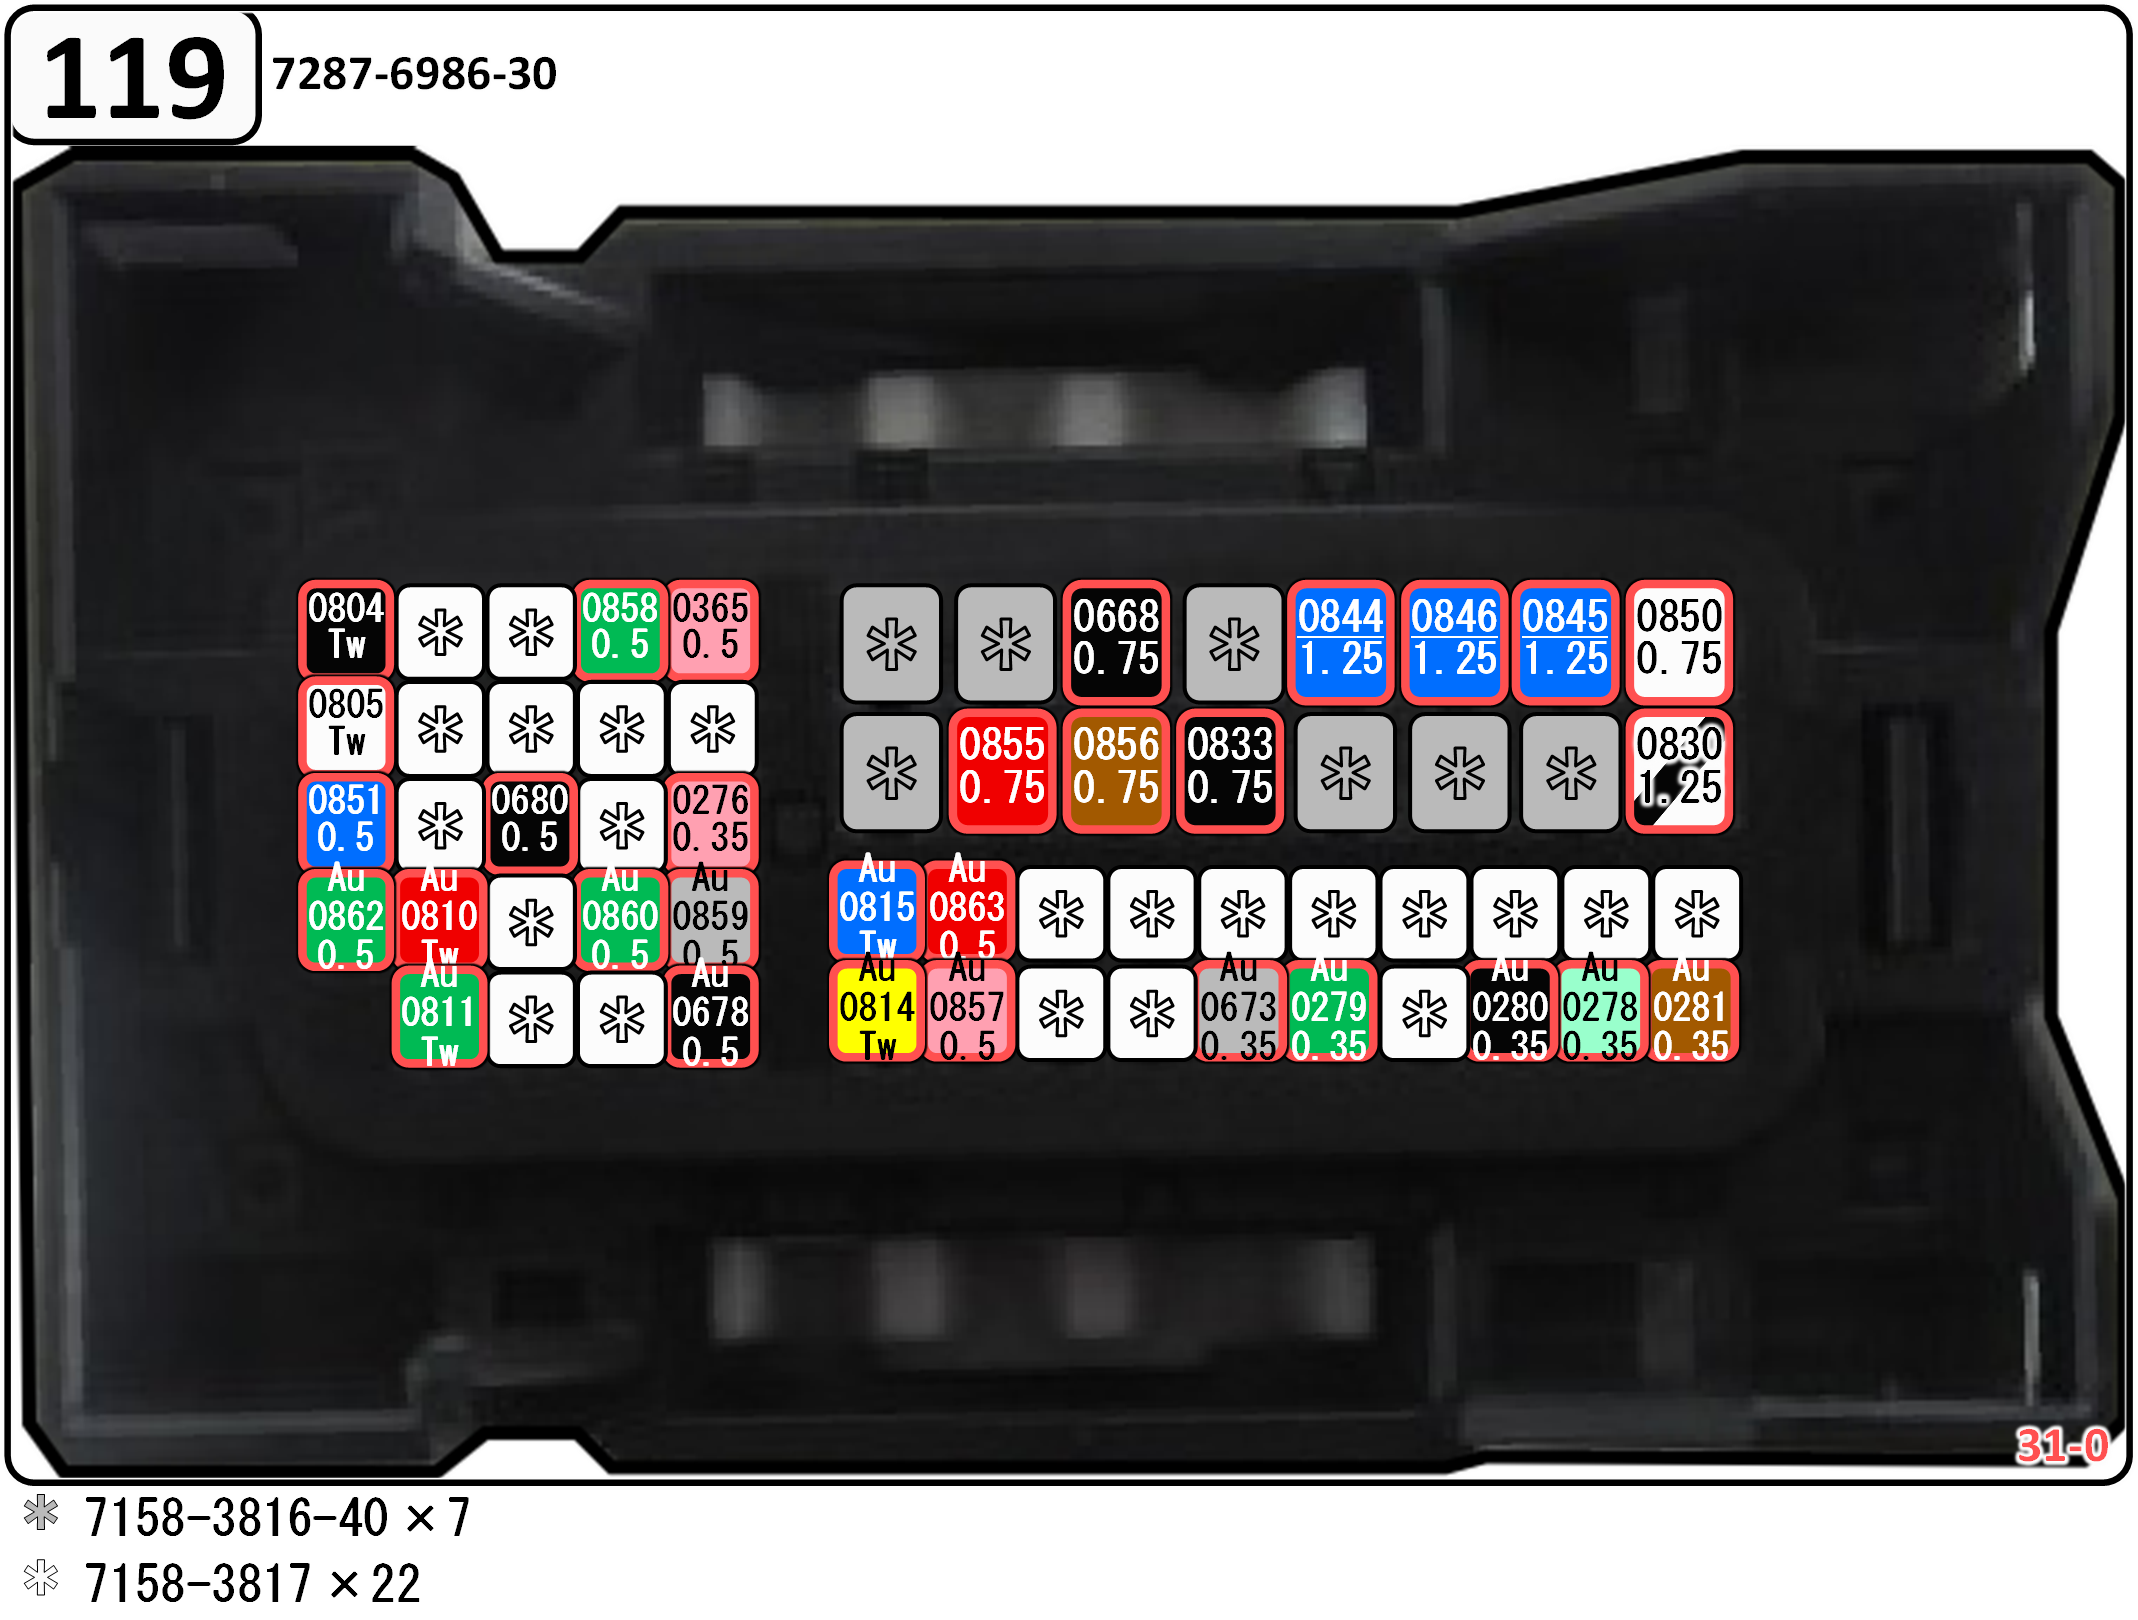 119 7287-6986-30
0804 Tw ＊ ＊ 0858 0.5 0365 0.5
0805 Tw ＊ ＊ ＊ ＊
0851 0.5 ＊ 0680 0.5 ＊ 0276 0.35
Au 0862 0.5 Au 0810 Tw ＊ Au 0860 0.5 Au 0859 0.5
Au 0811 Tw ＊ ＊ Au 0678 0.5
＊ ＊ 0668 0.75 ＊ 0844 1.25 0846 1.25 0845 1.25 0850 0.75
＊ 0855 0.75 0856 0.75 0833 0.75 ＊ ＊ ＊ 0830 1.25
Au 0815 Tw Au 0863 0.5 ＊ ＊ ＊ ＊ ＊ ＊ ＊ ＊
Au 0814 Tw Au 0857 0.5 ＊ ＊ Au 0673 0.35 Au 0279 0.35 ＊ Au 0280 0.35 Au 0278 0.35 Au 0281 0.35
31-0
＊ 7158-3816-40 × 7
＊ 7158-3817 × 22